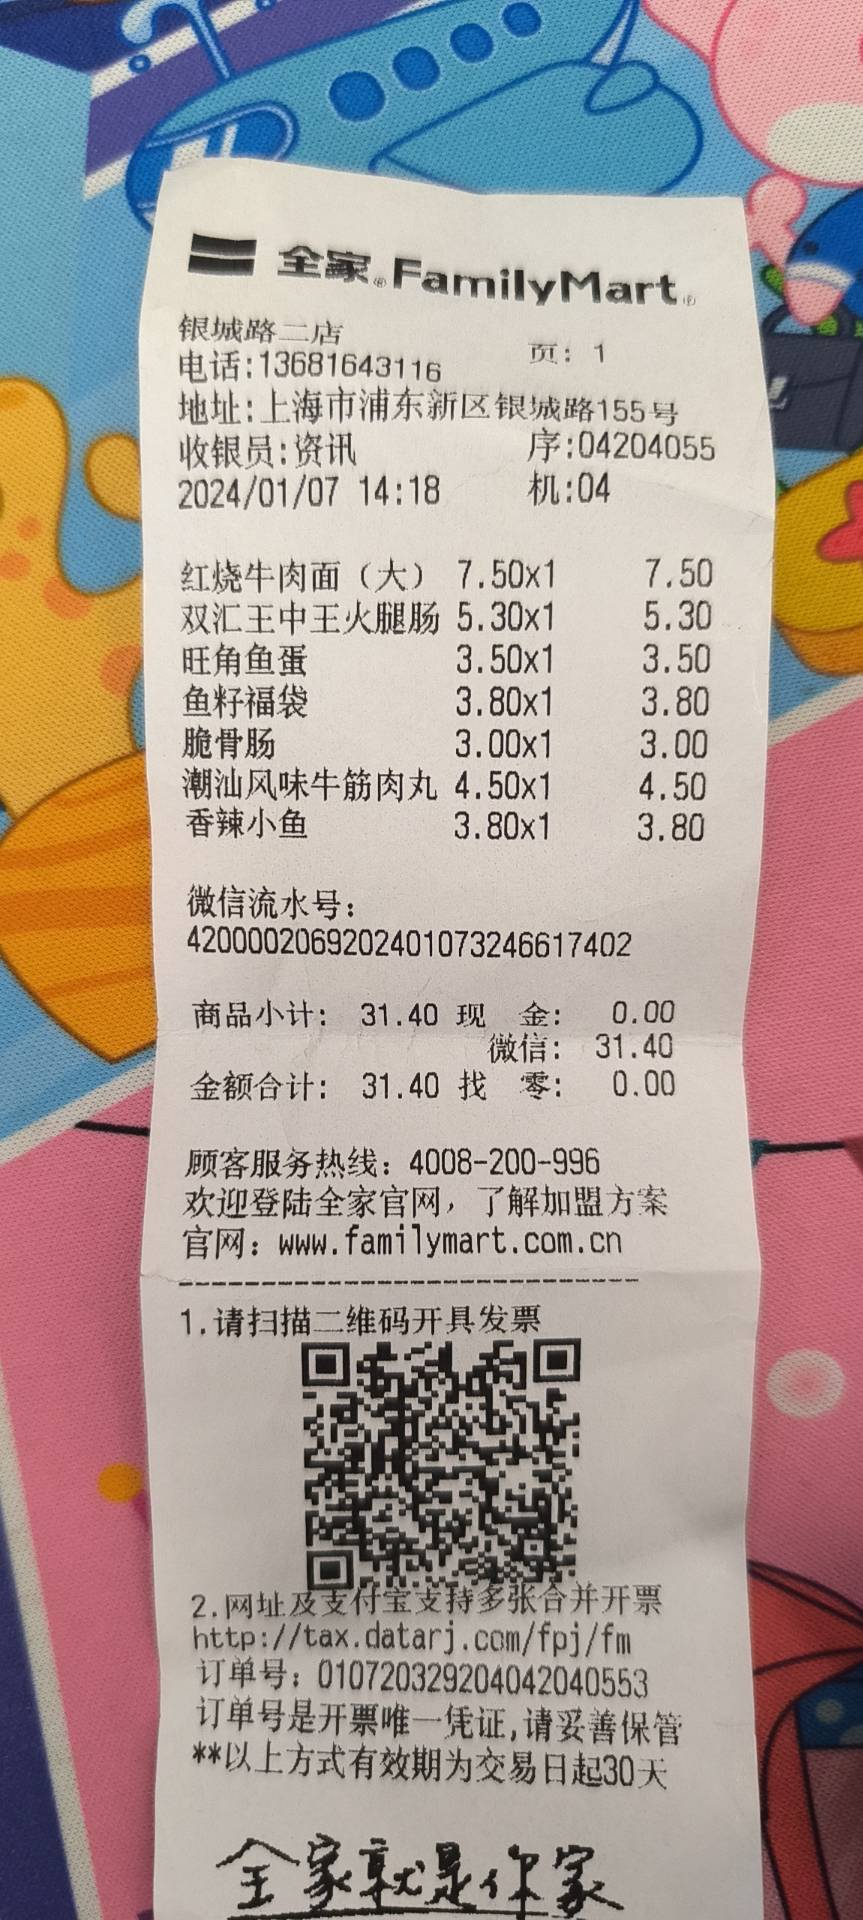 全家®FamilyMart®
银城路二店
电话:13681643116 页: 1
地址:上海市浦东新区银城路155号
收银员:资讯 序:04204055
2024/01/07 14:18 机:04
红烧牛肉面（大） 7.50x1 7.50
双汇王中王火腿肠 5.30x1 5.30
旺角鱼蛋 3.50x1 3.50
鱼籽福袋 3.80x1 3.80
脆骨肠 3.00x1 3.00
潮汕风味牛筋肉丸 4.50x1 4.50
香辣小鱼 3.80x1 3.80
微信流水号:
4200002069202401073246617402
商品小计: 31.40 现 金: 0.00
微信: 31.40
金额合计: 31.40 找 零: 0.00
顾客服务热线: 4008-200-996
欢迎登陆全家官网，了解加盟方案
官网: www.familymart.com.cn
------------------------------
1.请扫描二维码开具发票
2.网址及支付宝支持多张合并开票
http://tax.datarj.com/fpj/fm
订单号: 010720329204042040553
订单号是开票唯一凭证,请妥善保管
**以上方式有效期为交易日起30天
全家就是你家